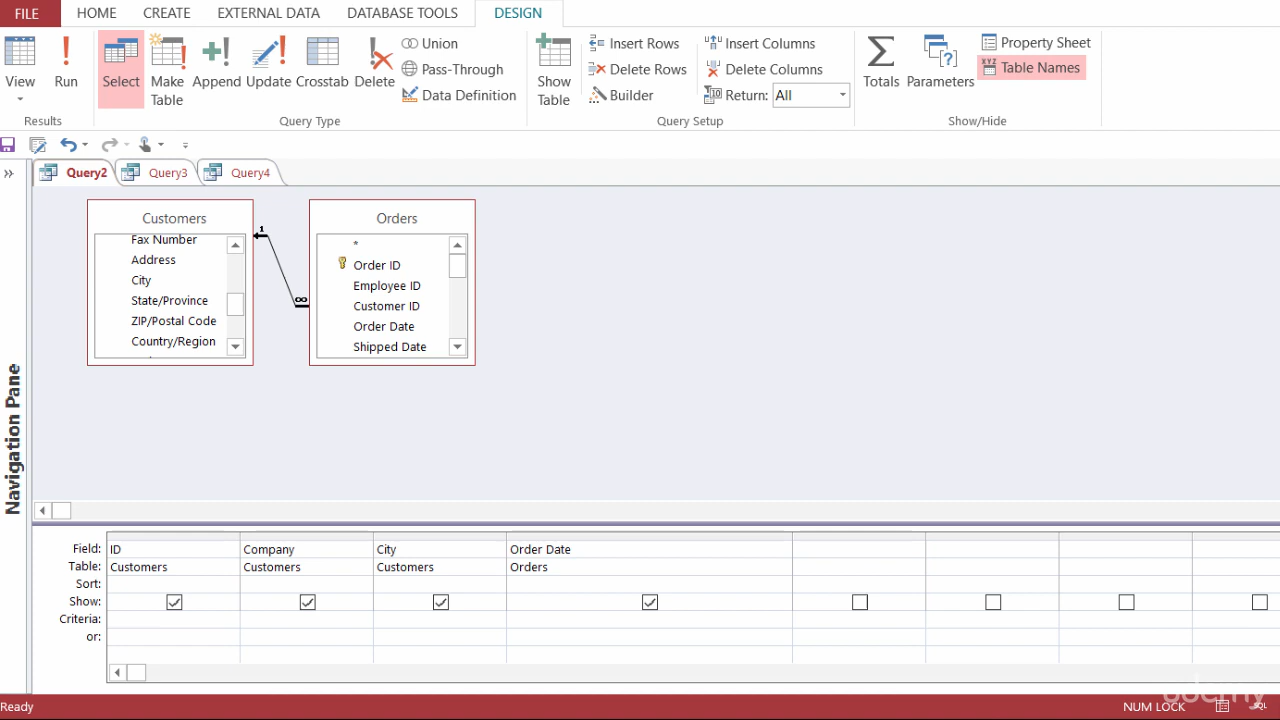 FILE HOME CREATE EXTERNAL DATA DATABASE TOOLS DESIGN
View Run
Select Make Table Append Update Crosstab Delete
Union
Pass-Through
Data Definition
Show Table
Insert Rows
Delete Rows
Builder
Insert Columns
Delete Columns
Return: All
Totals Parameters
Property Sheet
XYZ Table Names
Results Query Type Query Setup Show/Hide
Query2 Query3 Query4
Navigation Pane
Customers
Fax Number
Address
City
State/Province
ZIP/Postal Code
Country/Region
1
∞
Orders
*
Order ID
Employee ID
Customer ID
Order Date
Shipped Date
Field: ID Company City Order Date
Table: Customers Customers Customers Orders
Sort:
Show:
Criteria:
or:
Ready NUM LOCK SQL
udemy